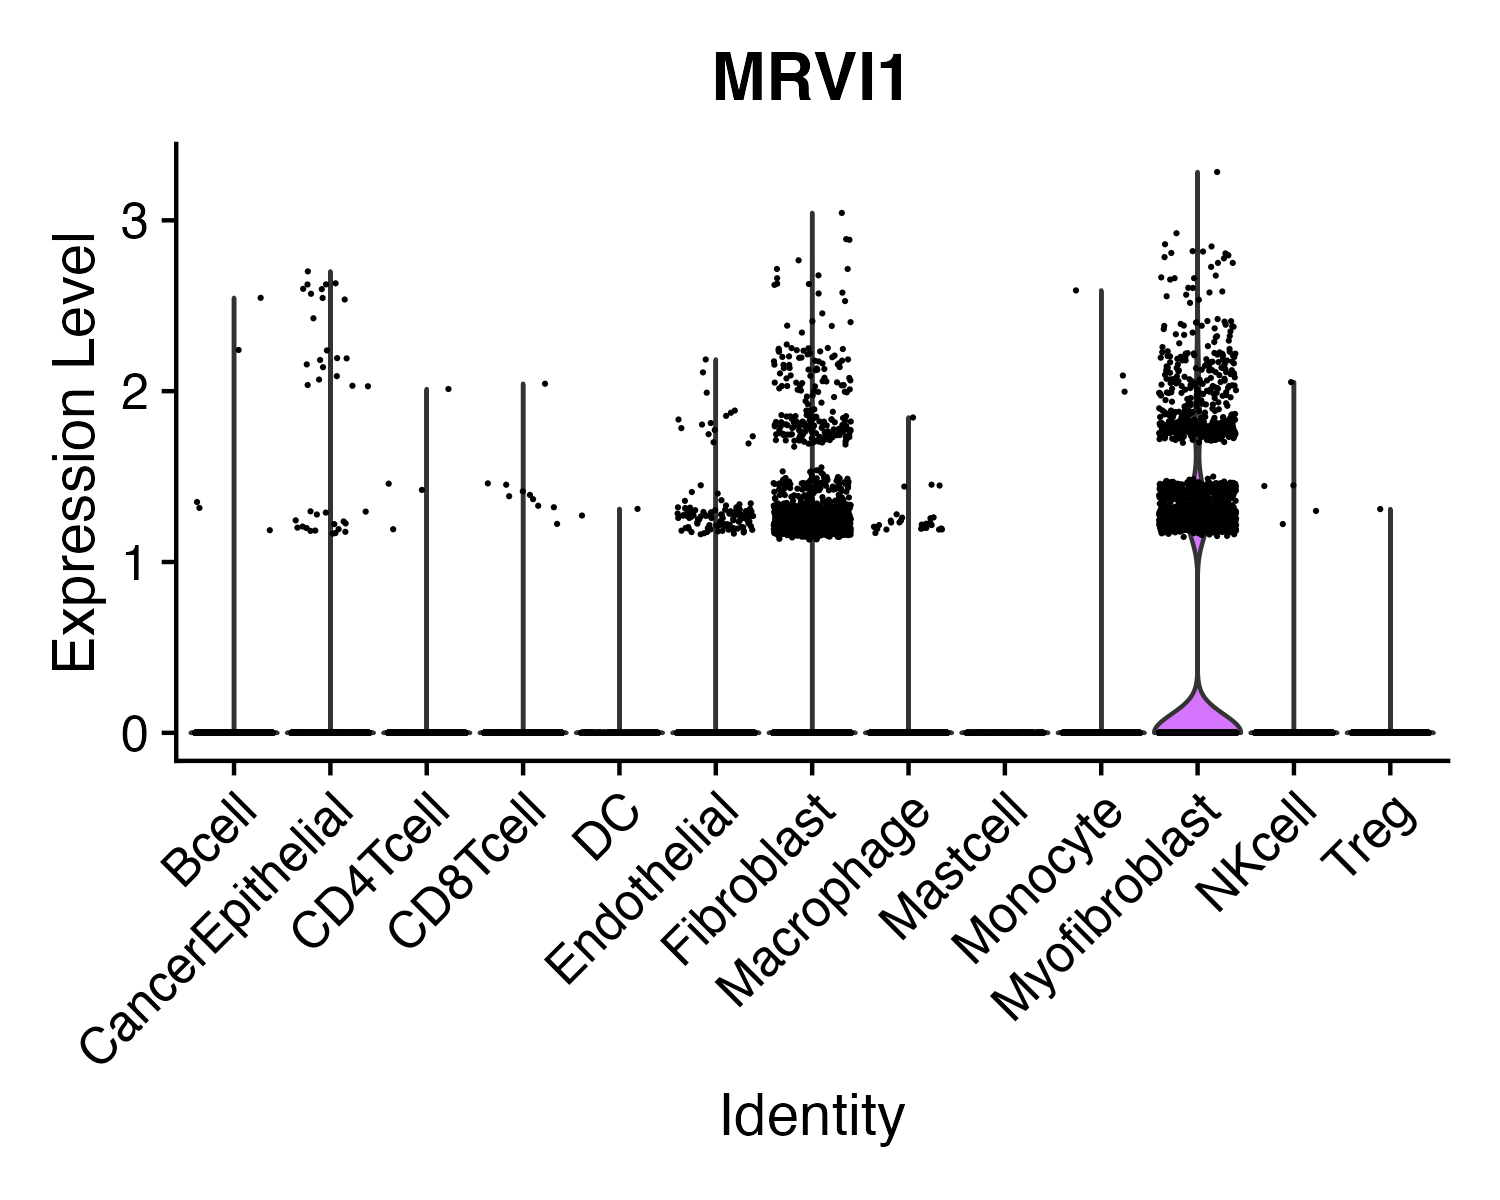 MRVI1
Expression Level
3
2
1
0
Bcell
CancerEpithelial
CD4Tcell
CD8Tcell
DC
Endothelial
Fibroblast
Macrophage
Mastcell
Monocyte
Myofibroblast
NKcell
Treg
Identity